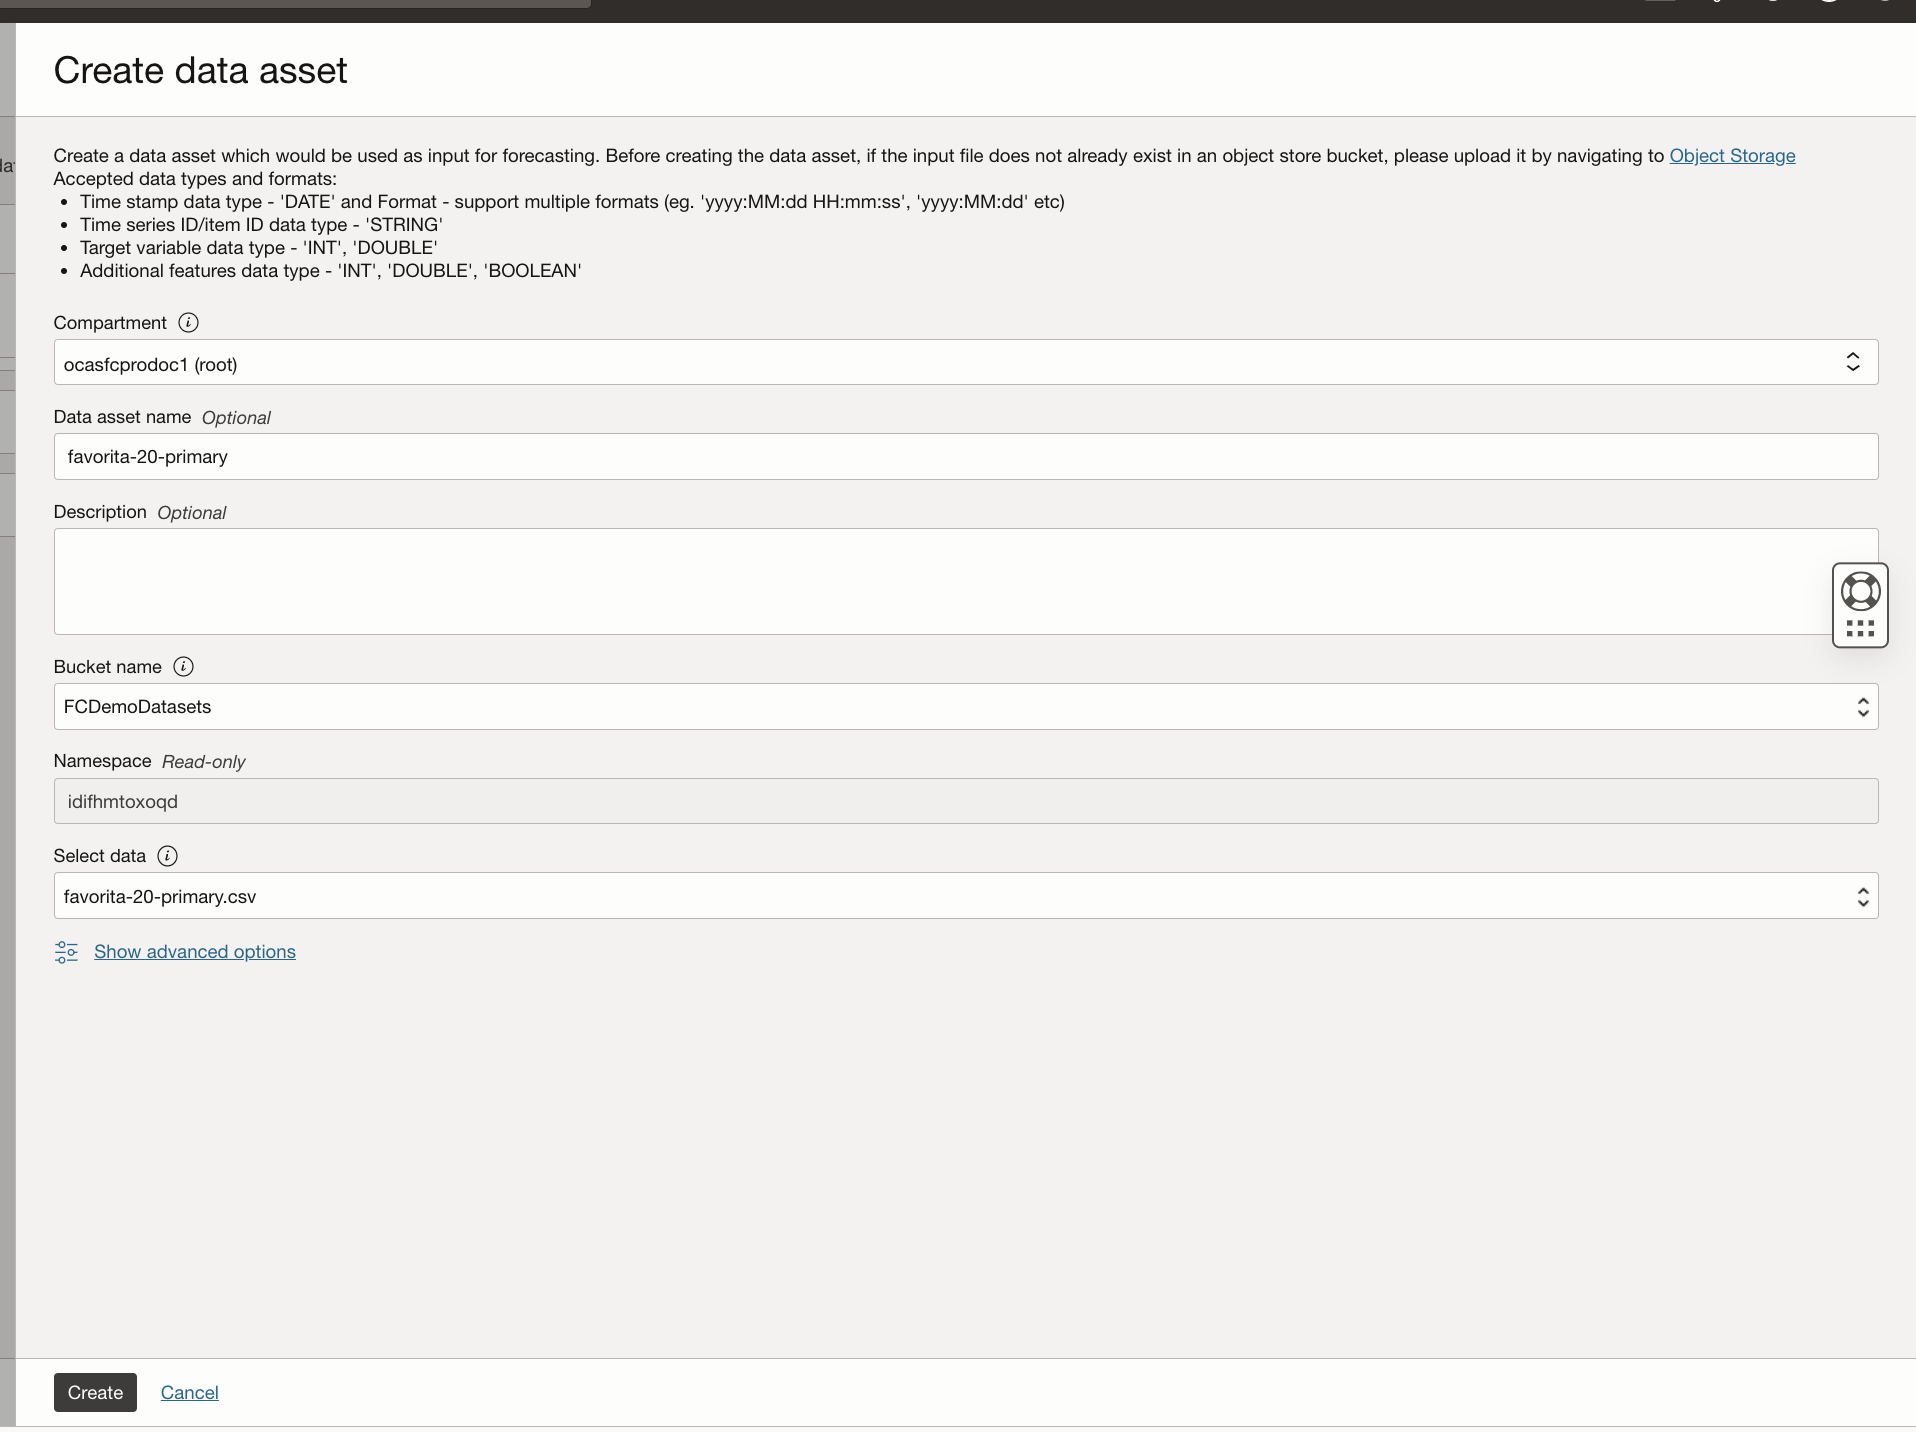 Create data asset
Create a data asset which would be used as input for forecasting. Before creating the data asset, if the input file does not already exist in an object store bucket, please upload it by navigating to Object Storage
Accepted data types and formats:
• Time stamp data type - 'DATE' and Format - support multiple formats (eg. 'yyyy:MM:dd HH:mm:ss', 'yyyy:MM:dd' etc)
• Time series ID/item ID data type - 'STRING'
• Target variable data type - 'INT', 'DOUBLE'
• Additional features data type - 'INT', 'DOUBLE', 'BOOLEAN'
Compartment
ocasfcprodoc1 (root)
Data asset name Optional
favorita-20-primary
Description Optional
Bucket name
FCDemoDatasets
Namespace Read-only
idifhmtoxoqd
Select data
favorita-20-primary.csv
Show advanced options
Create Cancel